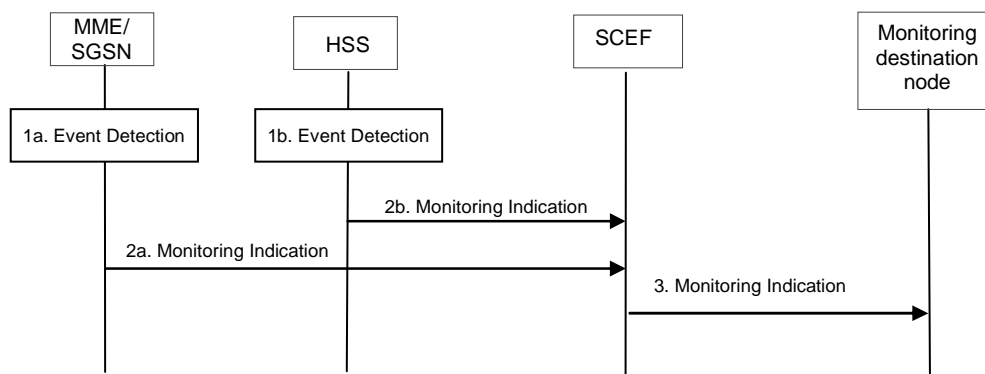 MME/
SGSN
HSS
SCEF
Monitoring
destination
node
1a. Event Detection
1b. Event Detection
2b. Monitoring Indication
2a. Monitoring Indication
3. Monitoring Indication